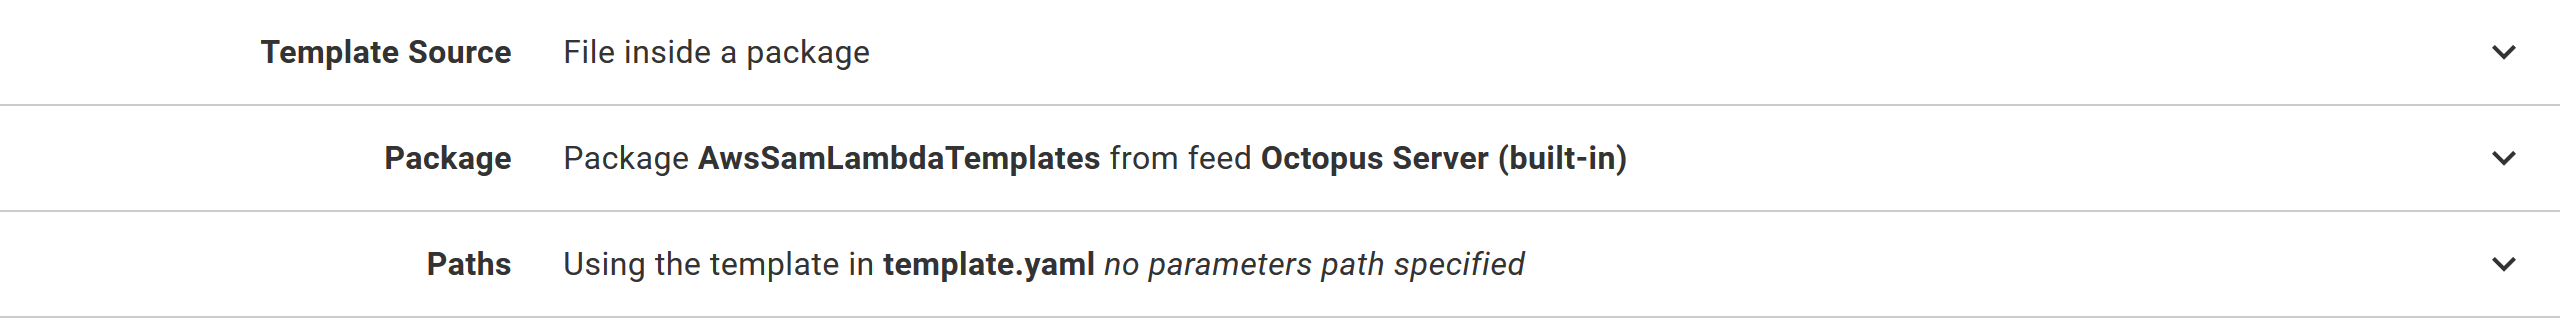 Template Source File inside a package
Package Package AwsSamLambdaTemplates from feed Octopus Server (built-in)
Paths Using the template in template.yaml no parameters path specified